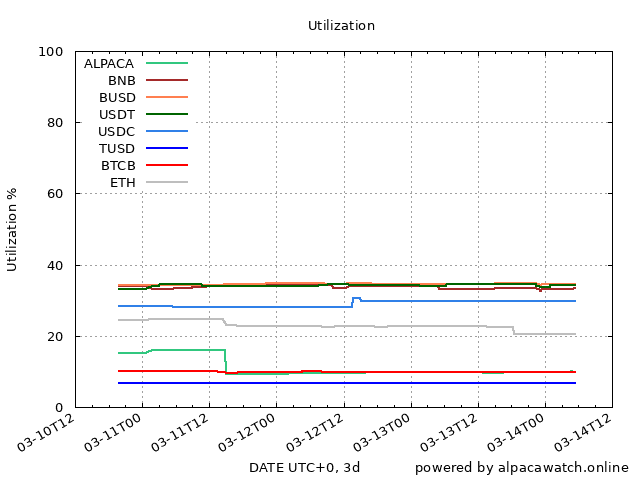 Utilization
100
80
60
40
20
0
Utilization %
ALPACA
BNB
BUSD
USDT
USDC
TUSD
BTCB
ETH
03-10T12
03-11T00
03-11T12
03-12T00
03-12T12
03-13T00
03-13T12
03-14T00
03-14T12
DATE UTC+0, 3d
powered by alpacawatch.online